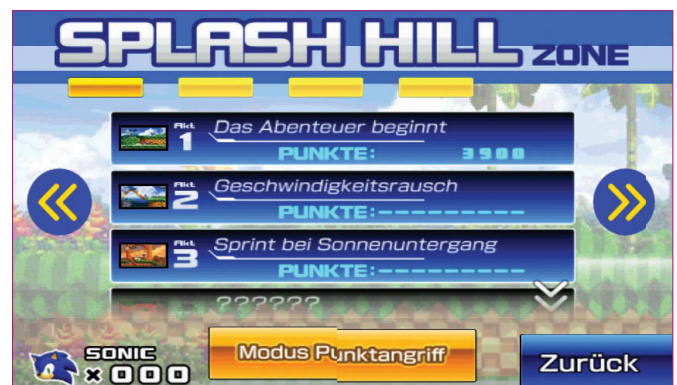 SPLASH HILL ZONE
Akt 1 Das Abenteuer beginnt
PUNKTE: 3900
Akt 2 Geschwindigkeitsrausch
PUNKTE:---------
Akt 3 Sprint bei Sonnenuntergang
PUNKTE:---------
??????
SONIC
× 000
Modus Punktangriff
Zurück